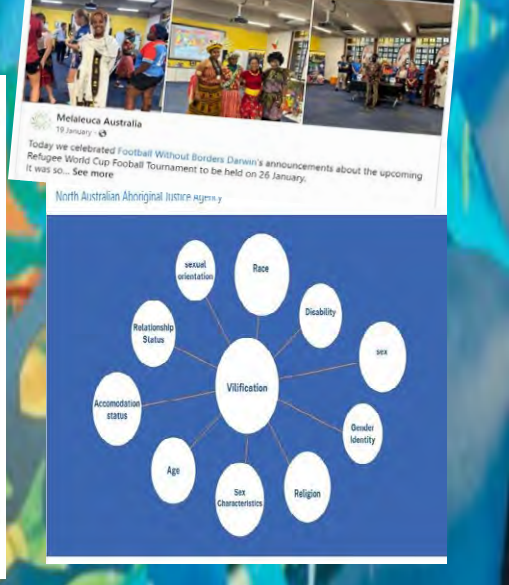 Melaleuca Australia
19 January ·
Today we celebrated Football Without Borders Darwin's announcements about the upcoming
Refugee World Cup Fooball Tournament to be held on 26 January.
It was so... See more
North Australian Aboriginal Justice Agency
sexual
orientation
Race
Disability
Relationship
Status
sex
Vilification
Accomodation
status
Gender
Identity
Age
Sex
Characteristics
Religion